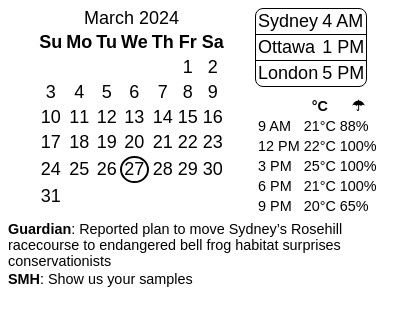 March 2024
Su Mo Tu We Th Fr Sa
1 2
3 4 5 6 7 8 9
10 11 12 13 14 15 16
17 18 19 20 21 22 23
24 25 26 27 28 29 30
31
Sydney 4 AM
Ottawa 1 PM
London 5 PM
°C ☂
9 AM 21°C 88%
12 PM 22°C 100%
3 PM 25°C 100%
6 PM 21°C 100%
9 PM 20°C 65%
Guardian: Reported plan to move Sydney's Rosehill
racecourse to endangered bell frog habitat surprises
conservationists
SMH: Show us your samples